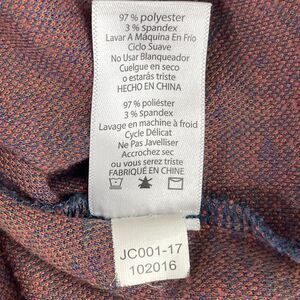 97 % polyester
3 % spandex
Lavar A Máquina En Frío
Ciclo Suave
No Usar Blanqueador
Cuelgue en seco
o estarás triste
HECHO EN CHINA
97 % poliéster
3 % spandex
Lavage en machine à froid
Cycle Délicat
Ne Pas Javelliser
Accrochez sec
ou vous serez triste
FABRIQUÉ EN CHINE
JC001-17
102016